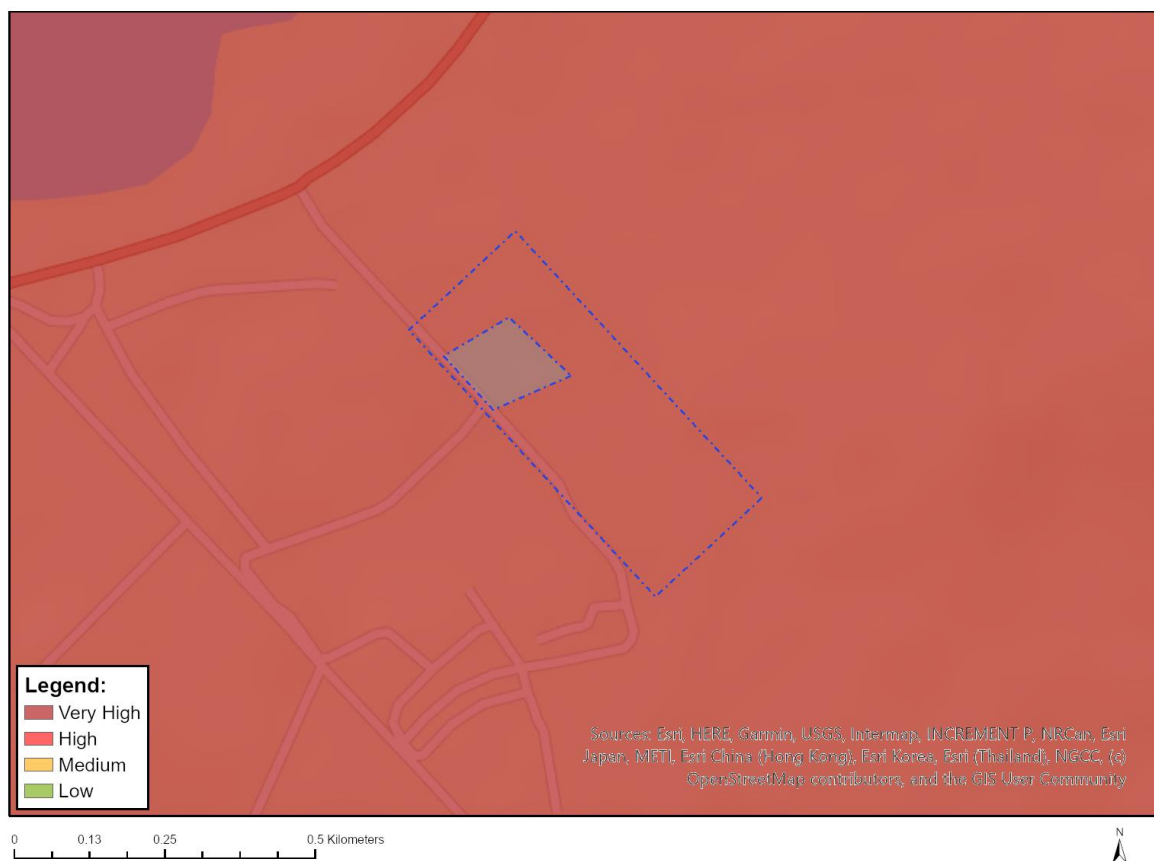 Legend:
Very High
High
Medium
Low
Sources: Esri, HERE, Garmin, USGS, Intermap, INCREMENT P, NRCan, Esri
Japan, METI, Esri China (Hong Kong), Esri Korea, Esri (Thailand), NGCC, (c)
OpenStreetMap contributors, and the GIS User Community
0 0.13 0.25 0.5 Kilometers
N